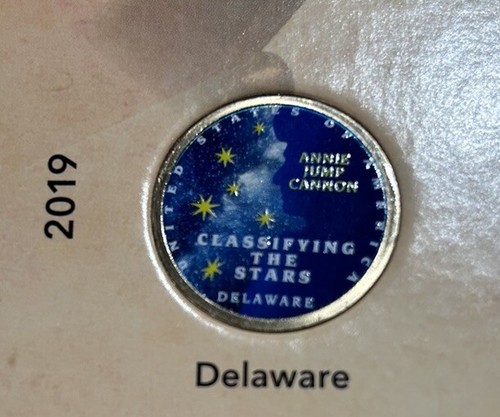 2019
UNITED STATES OF AMERICA
ANNIE
JUMP
CANNON
CLASSIFYING
THE
STARS
DELAWARE
Delaware